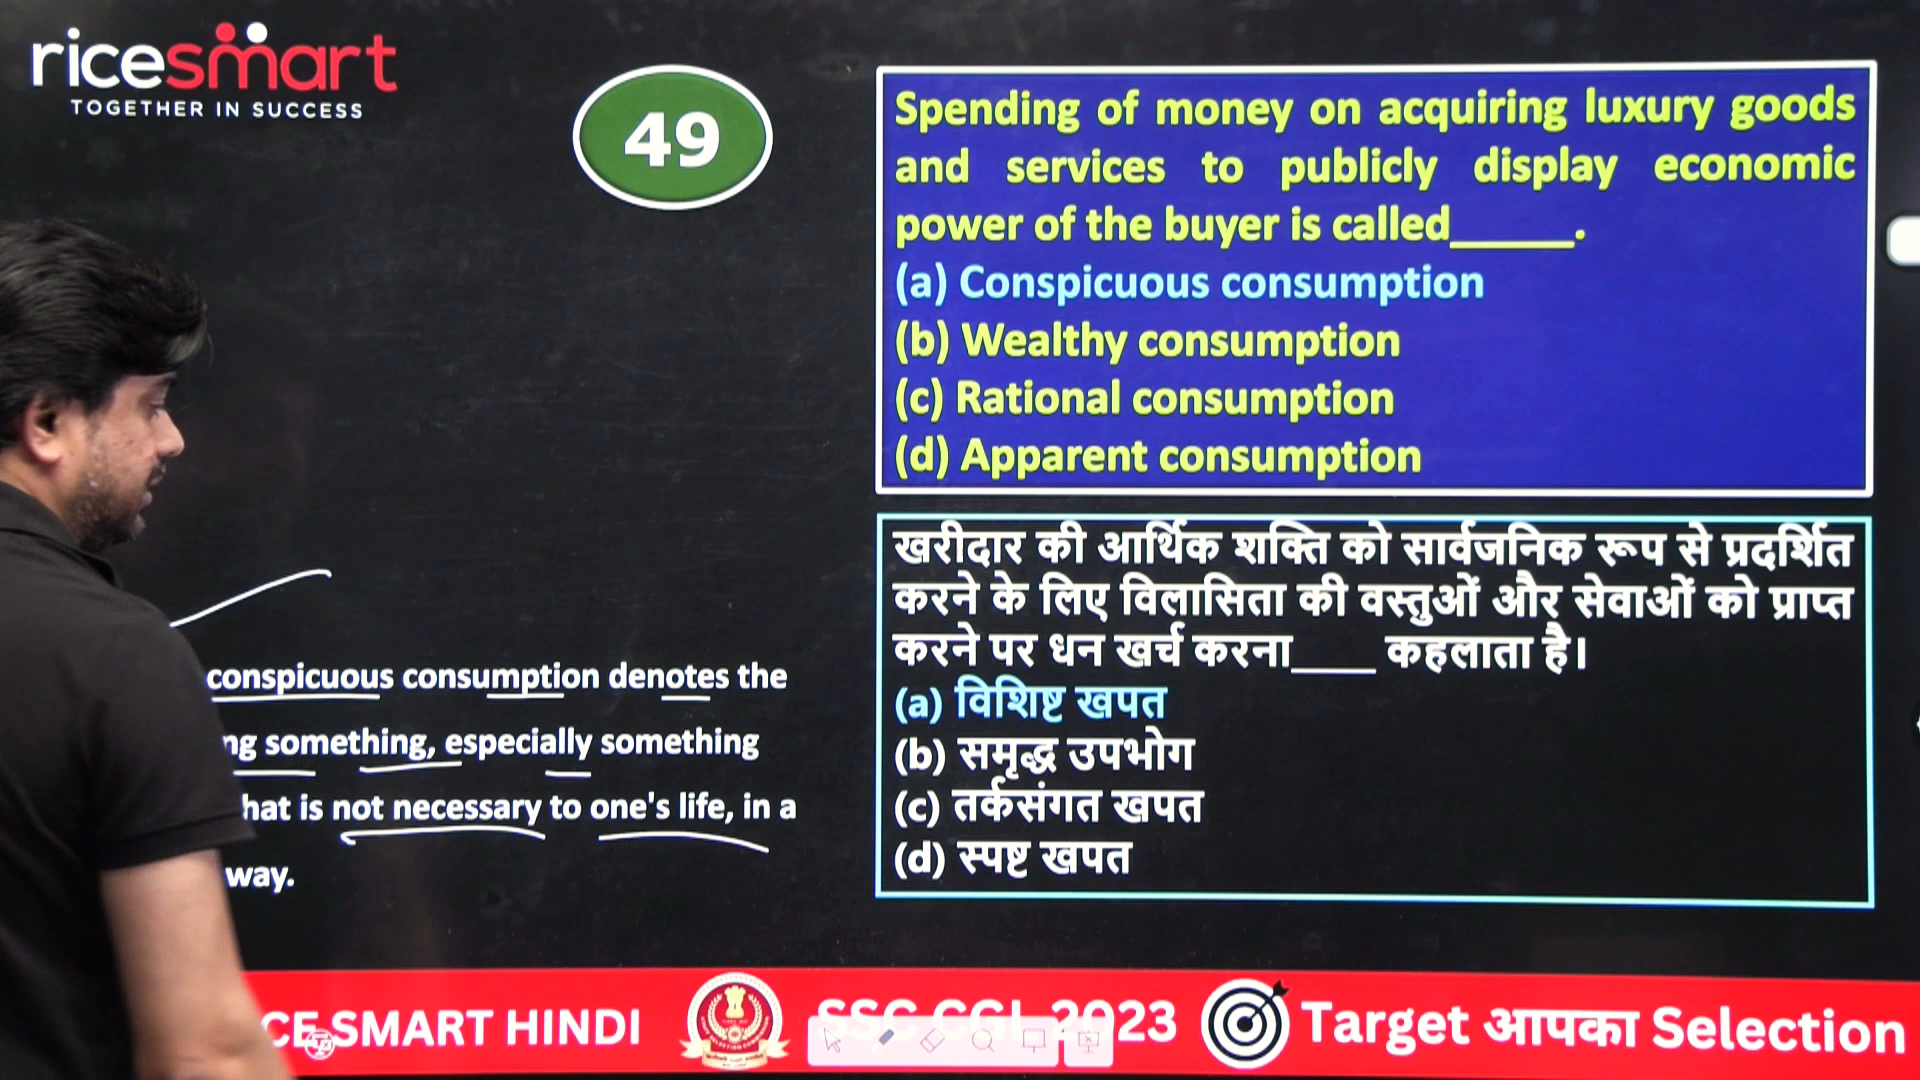 ricesmart
TOGETHER IN SUCCESS
49
Spending of money on acquiring luxury goods
and services to publicly display economic
power of the buyer is called_____.
(a) Conspicuous consumption
(b) Wealthy consumption
(c) Rational consumption
(d) Apparent consumption
खरीदार की आर्थिक शक्ति को सार्वजनिक रूप से प्रदर्शित
करने के लिए विलासिता की वस्तुओं और सेवाओं को प्राप्त
करने पर धन खर्च करना____ कहलाता है।
(a) विशिष्ट खपत
(b) समृद्ध उपभोग
(c) तर्कसंगत खपत
(d) स्पष्ट खपत
conspicuous consumption denotes the
ng something, especially something
hat is not necessary to one's life, in a
way.
CE SMART HINDI
SSC CGL 2023
Target आपका Selection